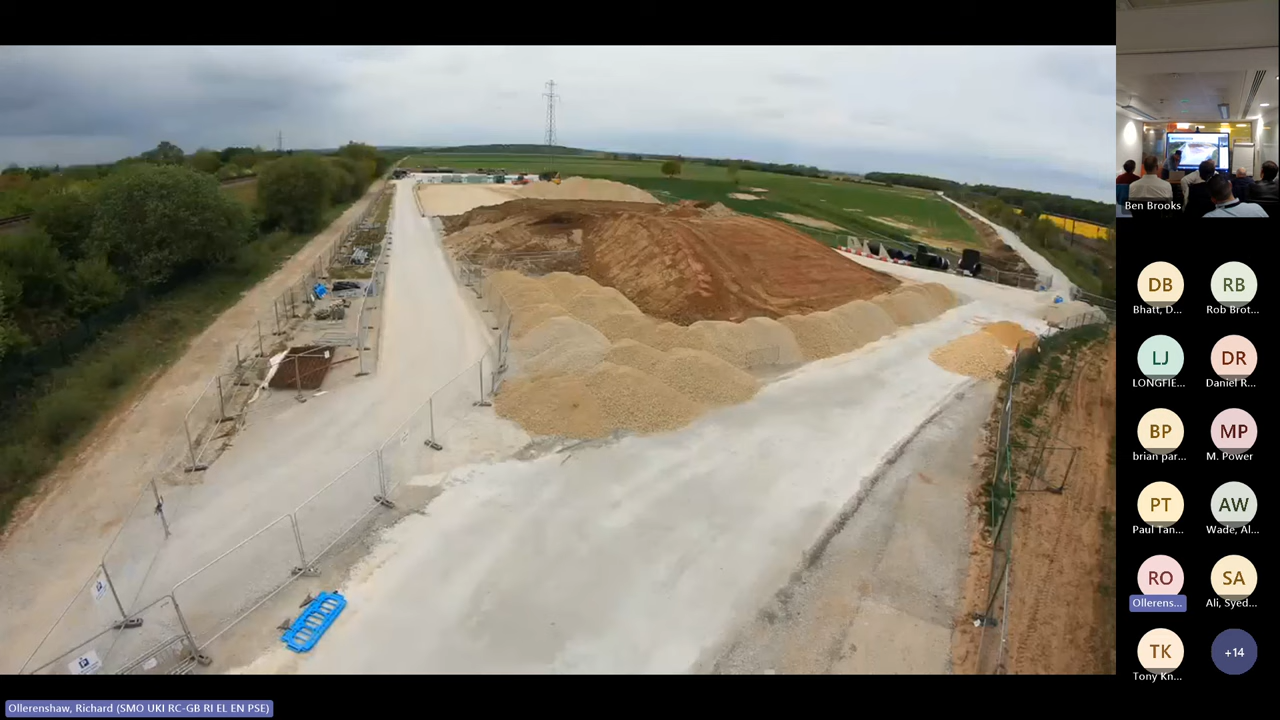 Ben Brooks
DB
Bhatt, D...
RB
Rob Brot...
LJ
LONGFIE...
DR
Daniel R...
BP
brian par...
MP
M. Power
PT
Paul Tan...
AW
Wade, Al...
RO
Ollerens...
SA
Ali, Syed...
TK
Tony Kn...
+14
Ollerenshaw, Richard (SMO UKI RC-GB RI EL EN PSE)